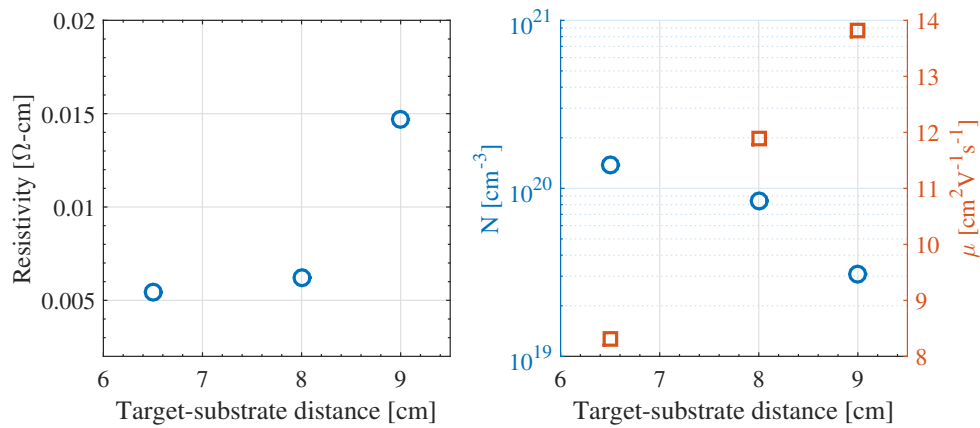 0.02
0.015
0.01
0.005
Resistivity [Ω-cm]
6 7 8 9
Target-substrate distance [cm]
10^21
10^20
10^19
N [cm^-3]
14
13
12
11
10
9
8
μ [cm^2V^-1s^-1]
6 7 8 9
Target-substrate distance [cm]